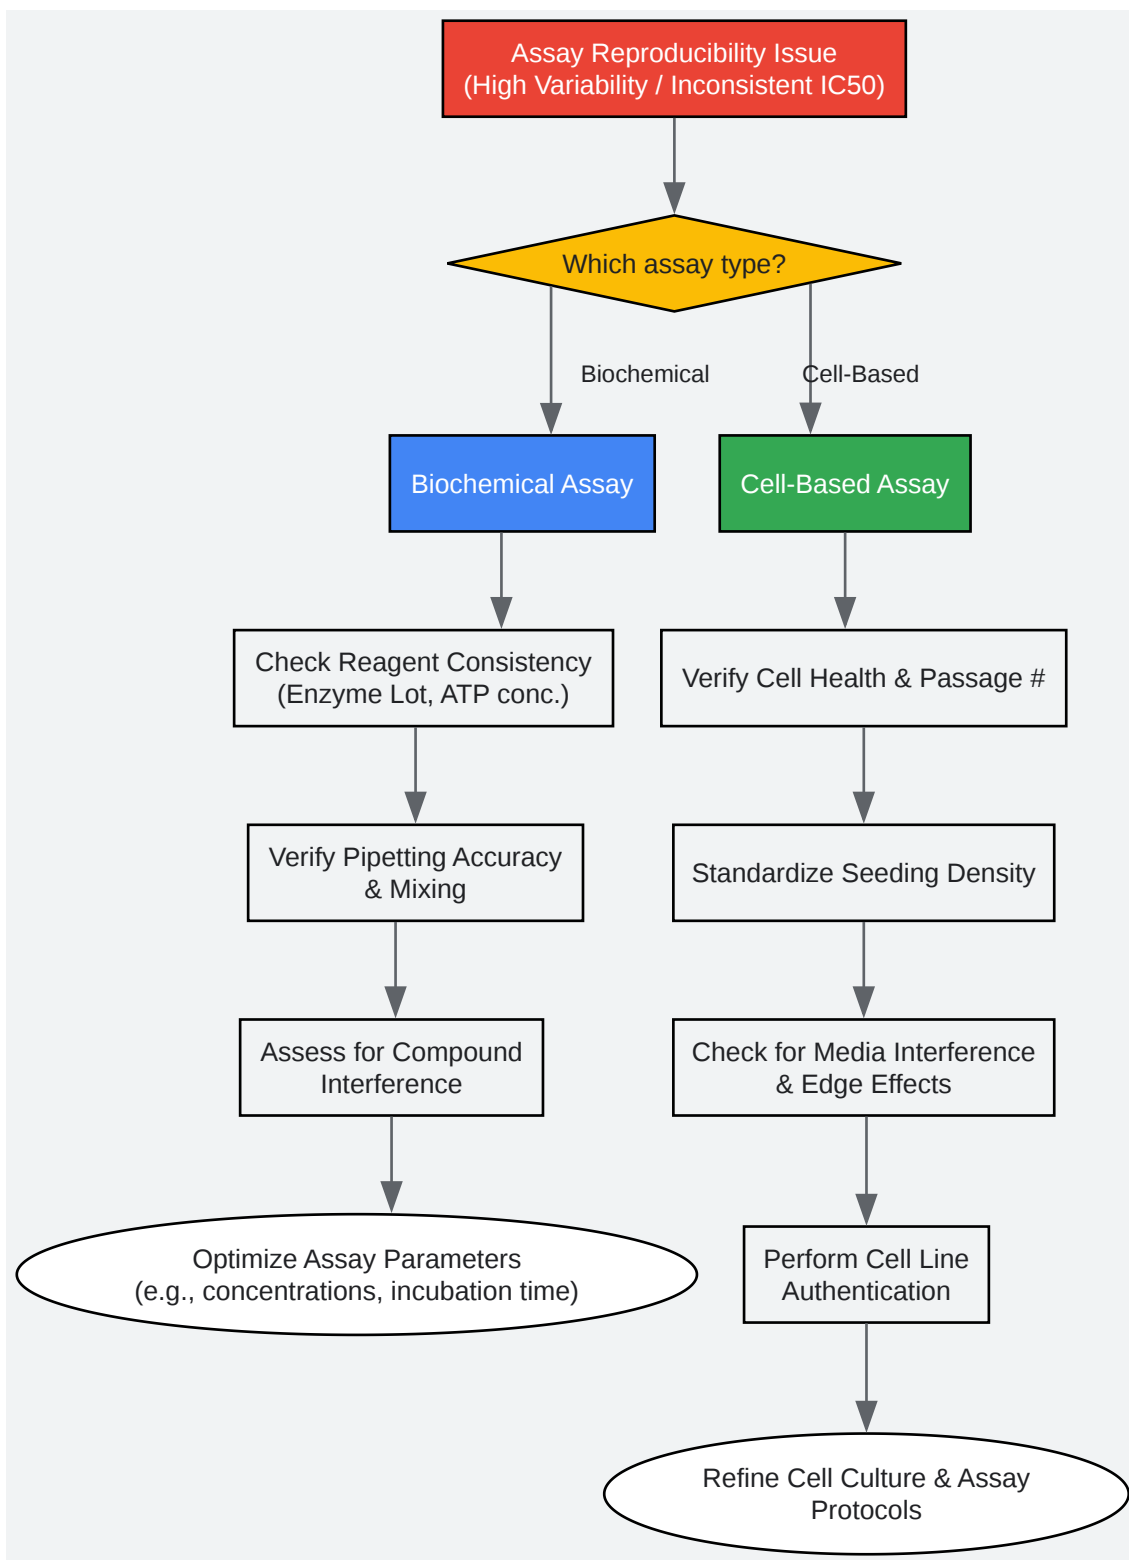 Assay Reproducibility Issue
(High Variability / Inconsistent IC50)
Which assay type?
Biochemical
Cell-Based
Biochemical Assay
Cell-Based Assay
Check Reagent Consistency
(Enzyme Lot, ATP conc.)
Verify Cell Health & Passage #
Verify Pipetting Accuracy
& Mixing
Standardize Seeding Density
Assess for Compound
Interference
Check for Media Interference
& Edge Effects
Optimize Assay Parameters
(e.g., concentrations, incubation time)
Perform Cell Line
Authentication
Refine Cell Culture & Assay
Protocols